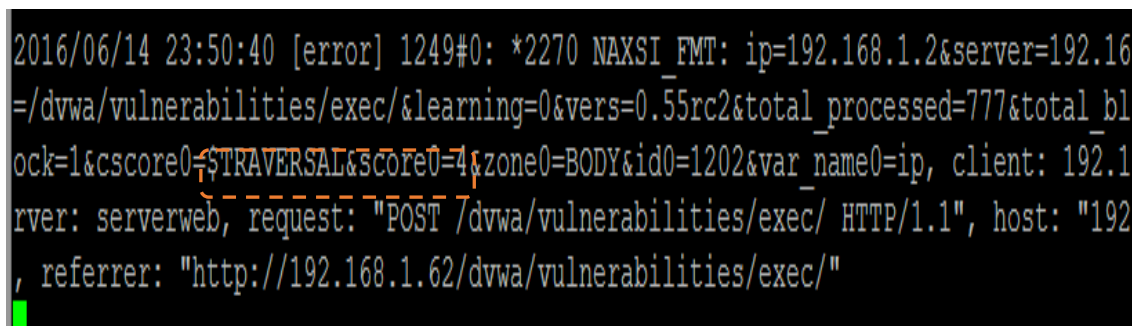 2016/06/14 23:50:40 [error] 1249#0: *2270 NAXSI_FMT: ip=192.168.1.2&server=192.16
=/dvwa/vulnerabilities/exec/&learning=0&vers=0.55rc2&total_processed=777&total_bl
ock=1&cscore0=$TRAVERSAL&score0=4&zone0=BODY&id0=1202&var_name0=ip, client: 192.1
rver: serverweb, request: "POST /dvwa/vulnerabilities/exec/ HTTP/1.1", host: "192
, referrer: "http://192.168.1.62/dvwa/vulnerabilities/exec/"